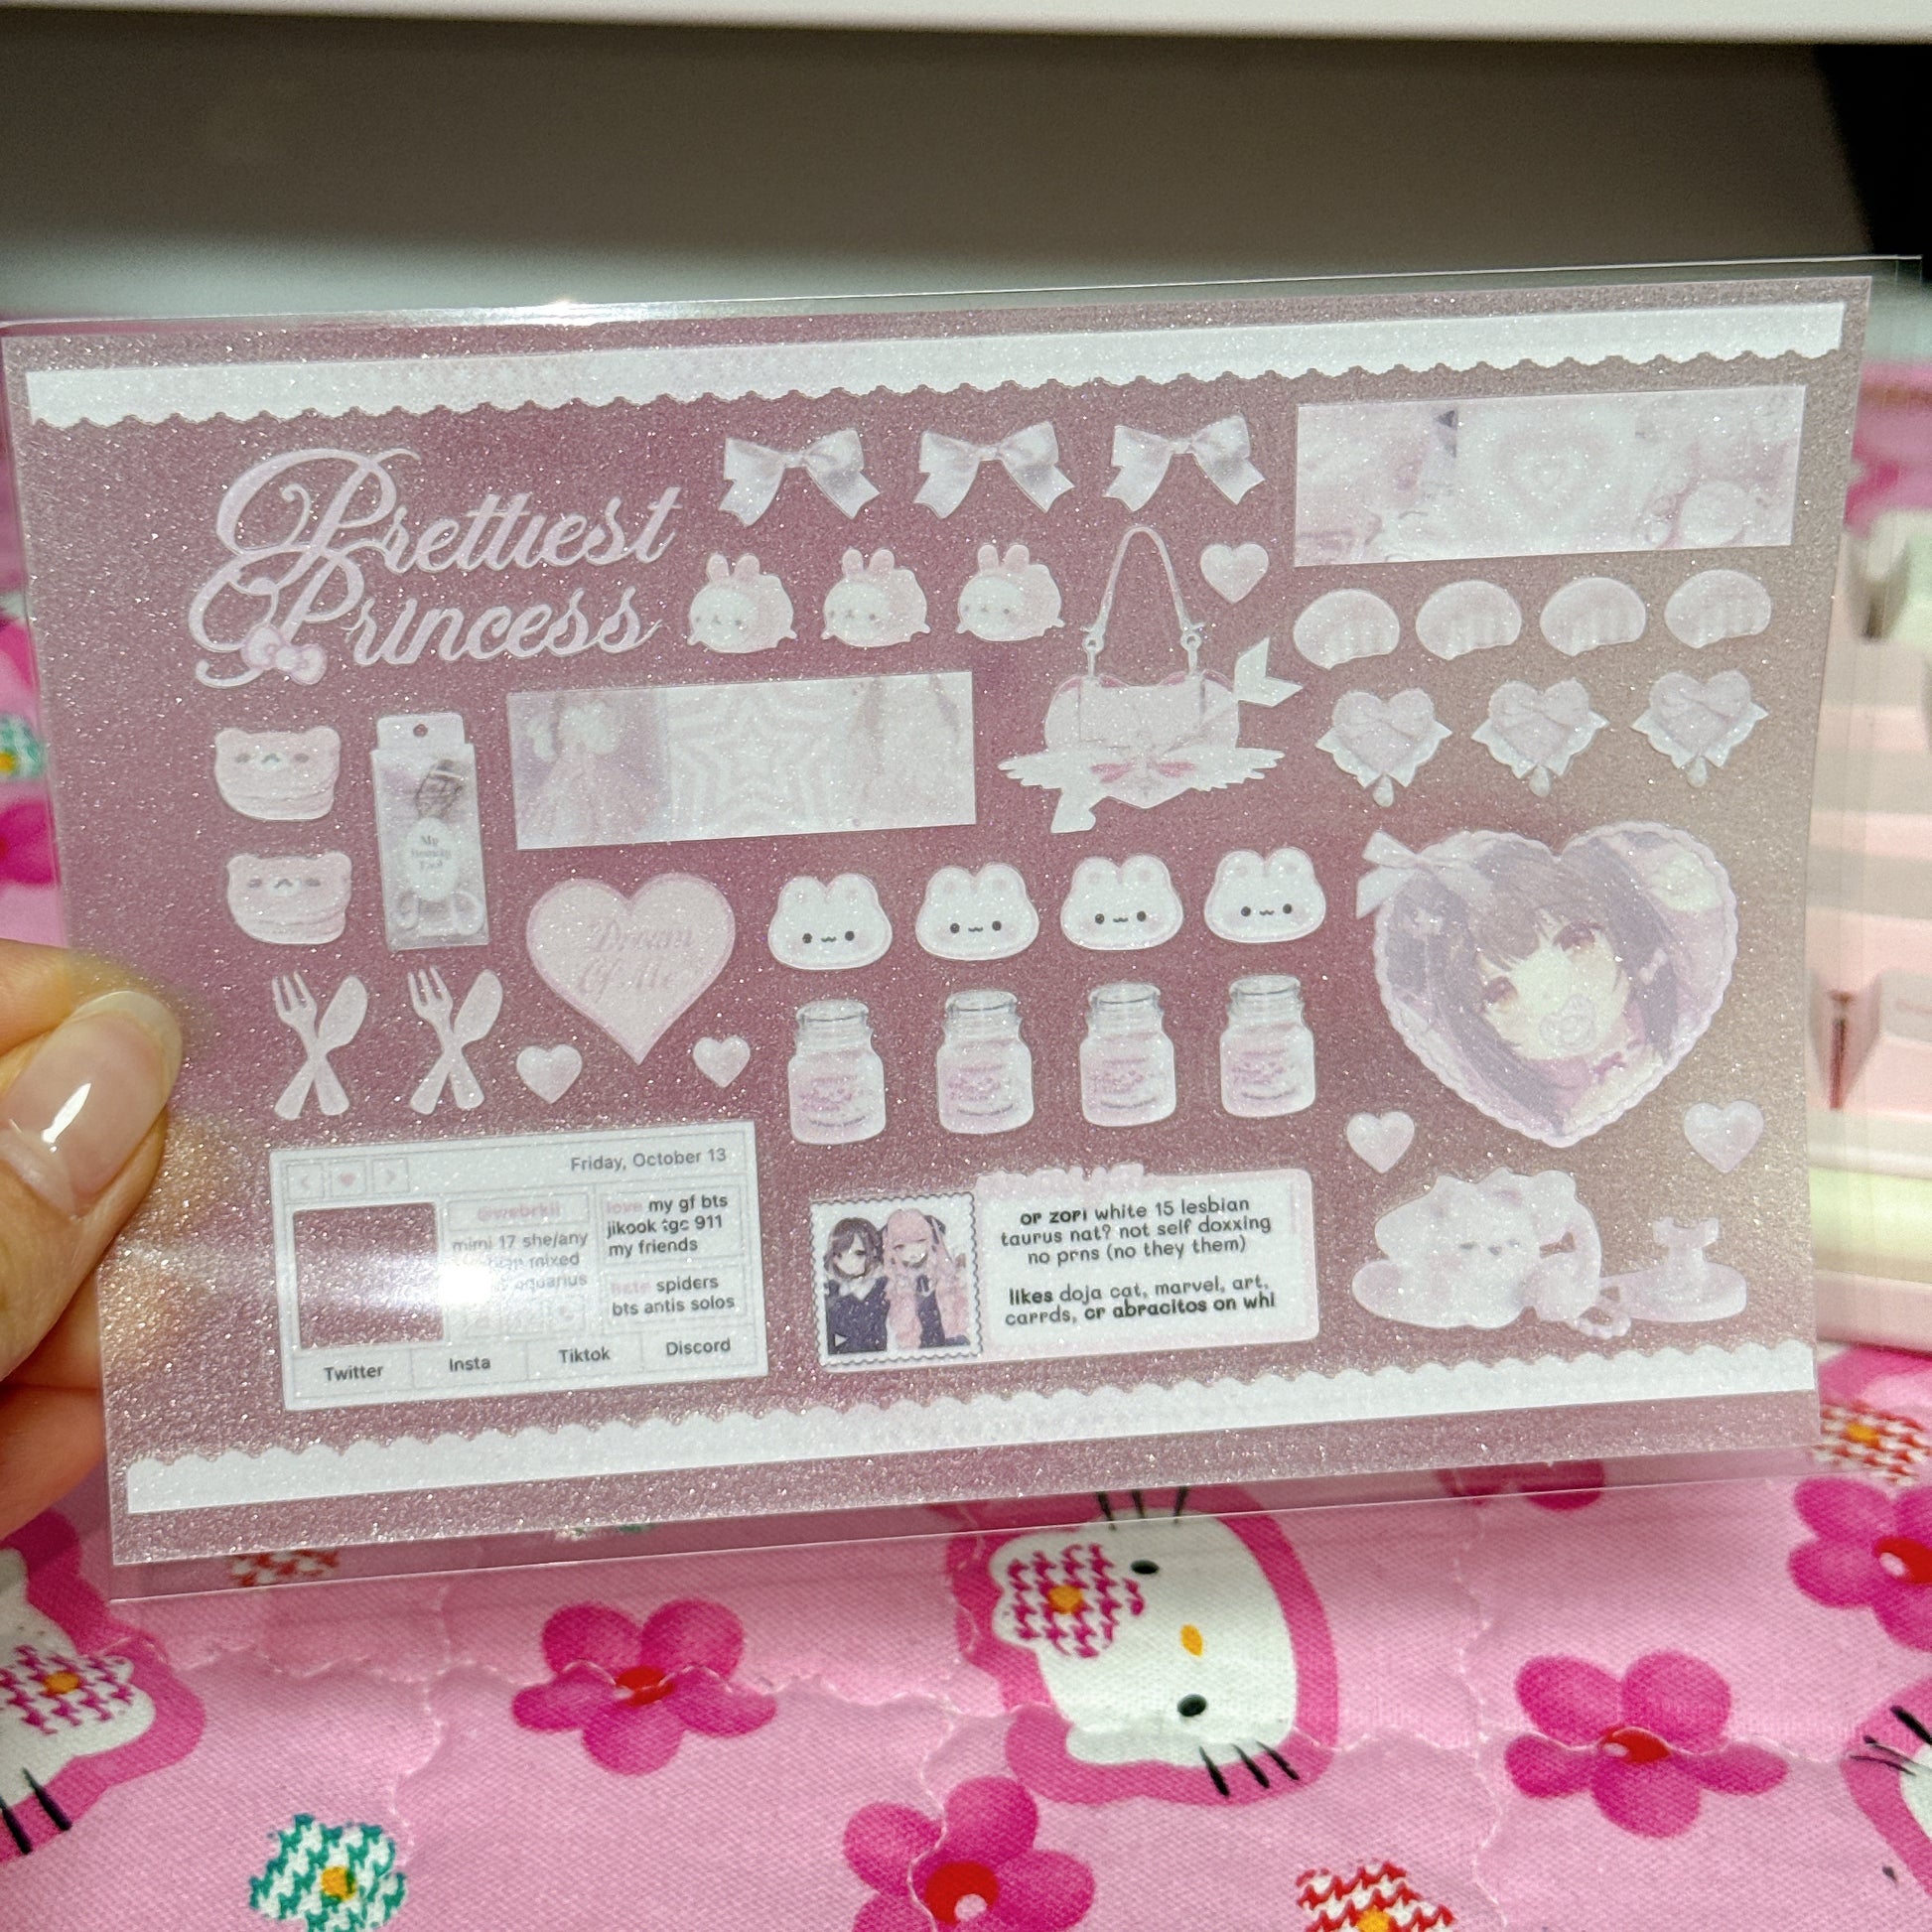 Prettiest
Princess
My
Dream
Of Me
Friday, October 13
@webrkii
mimi 17 she/any
mixed
aquarius
love my gf bts
jikook tgc 911
my friends
hate spiders
bts antis solos
Twitter
Insta
Tiktok
Discord
or zori white 15 lesbian
taurus nat? not self doxxing
no prns (no they them)
likes doja cat, marvel, art,
carrds, cr abracitos on whi